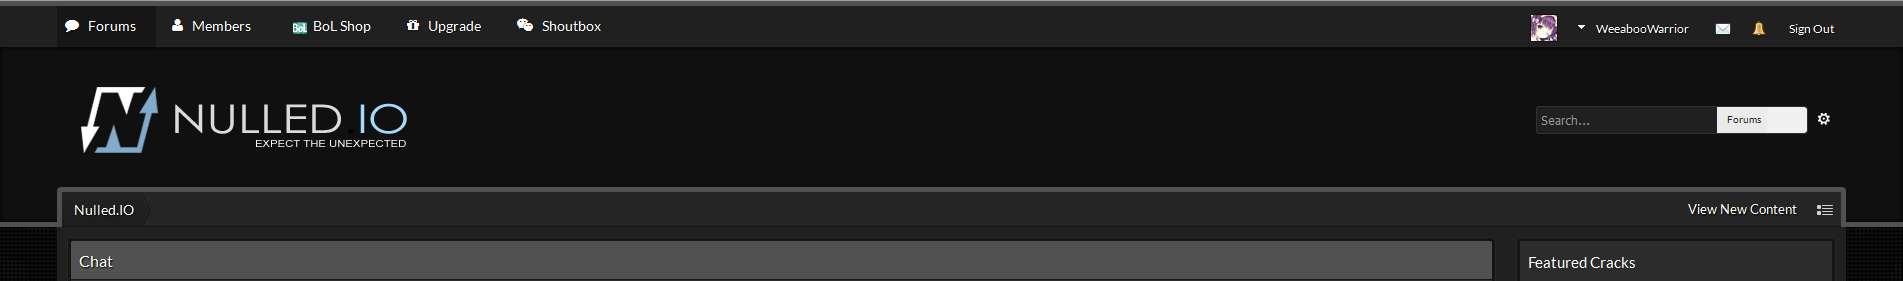 Forums Members BoL BoL Shop Upgrade Shoutbox WeeabooWarrior Sign Out
N NULLED.IO
EXPECT THE UNEXPECTED
Search... Forums
Nulled.IO View New Content
Chat Featured Cracks